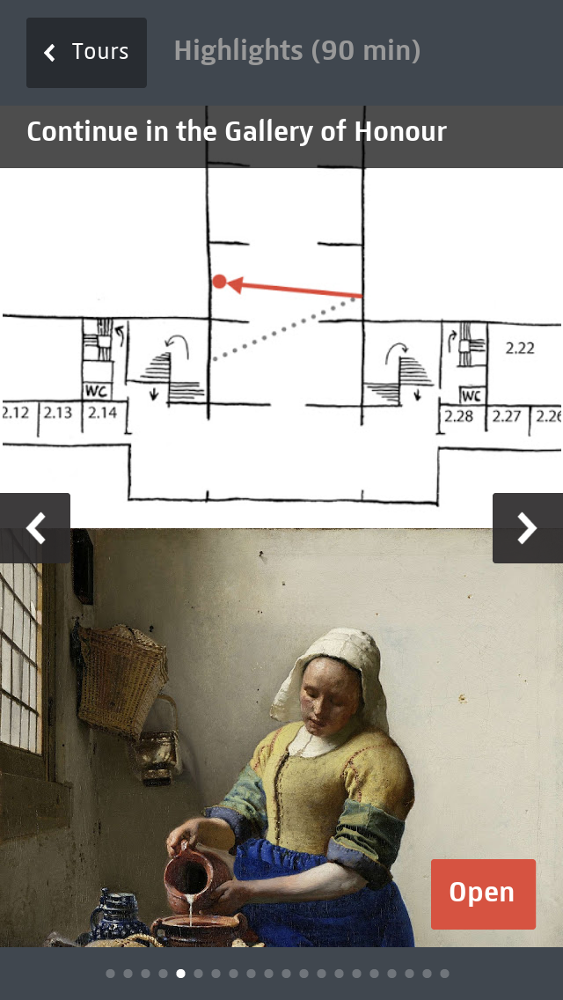 Tours
Highlights (90 min)
Continue in the Gallery of Honour
2.22
WC
WC
2.12
2.13
2.14
2.28
2.27
2.26
Open